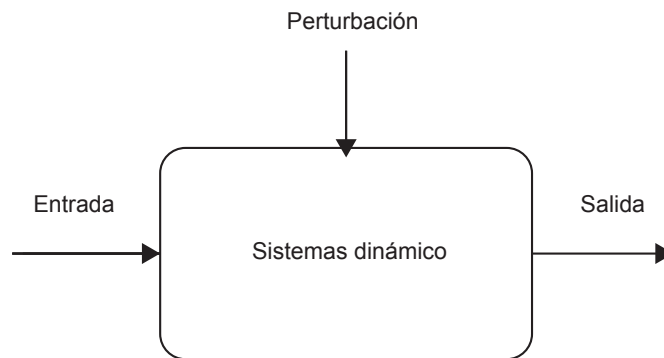 Perturbación
Entrada
Sistemas dinámico
Salida